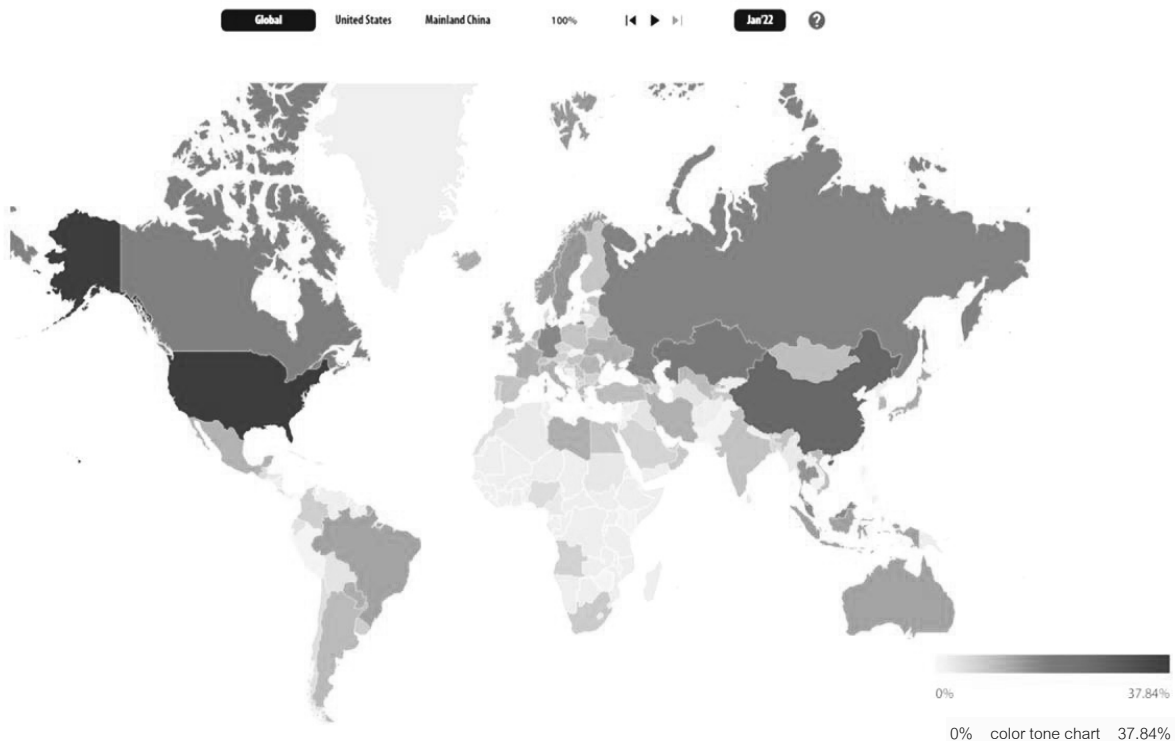 Global United States Mainland China 100% Jan'22 ?
0% 37.84%
0% color tone chart 37.84%